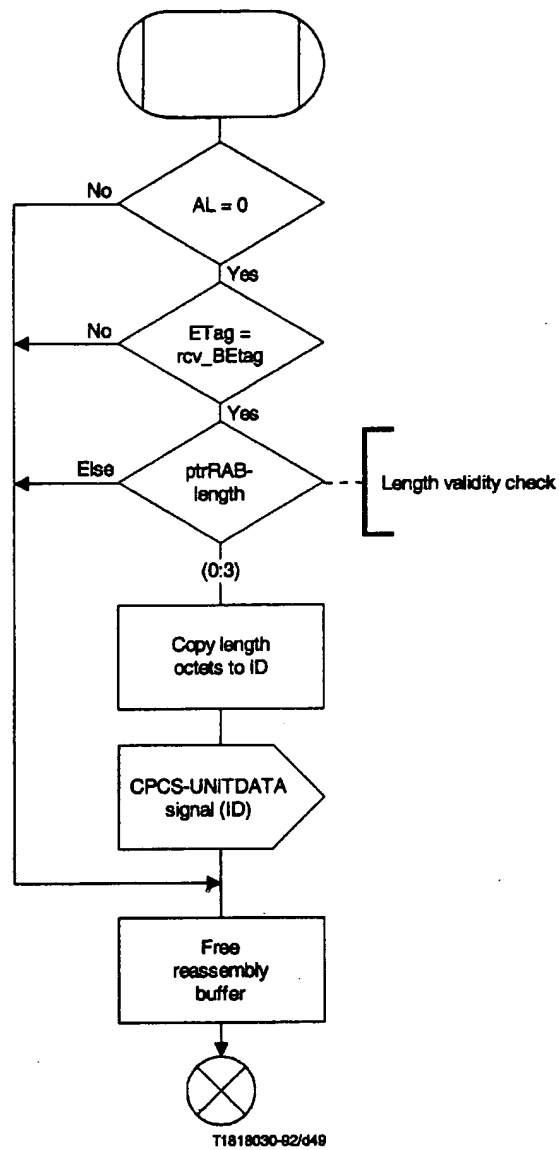 No
AL = 0
Yes
No
ETag =
rcv_BEtag
Yes
Else
ptrRAB-
length
Length validity check
(0:3)
Copy length
octets to ID
CPCS-UNITDATA
signal (ID)
Free
reassembly
buffer
T1818030-92/d49